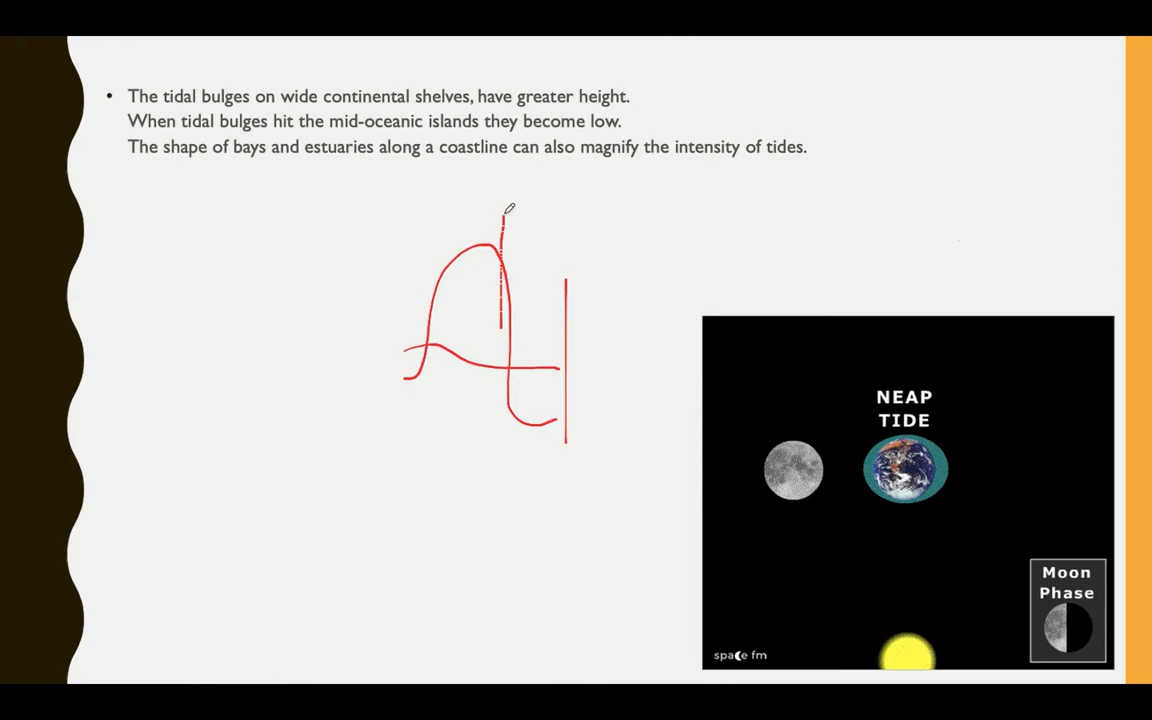 • The tidal bulges on wide continental shelves, have greater height.
When tidal bulges hit the mid-oceanic islands they become low.
The shape of bays and estuaries along a coastline can also magnify the intensity of tides.
NEAP
TIDE
Moon
Phase
space fm